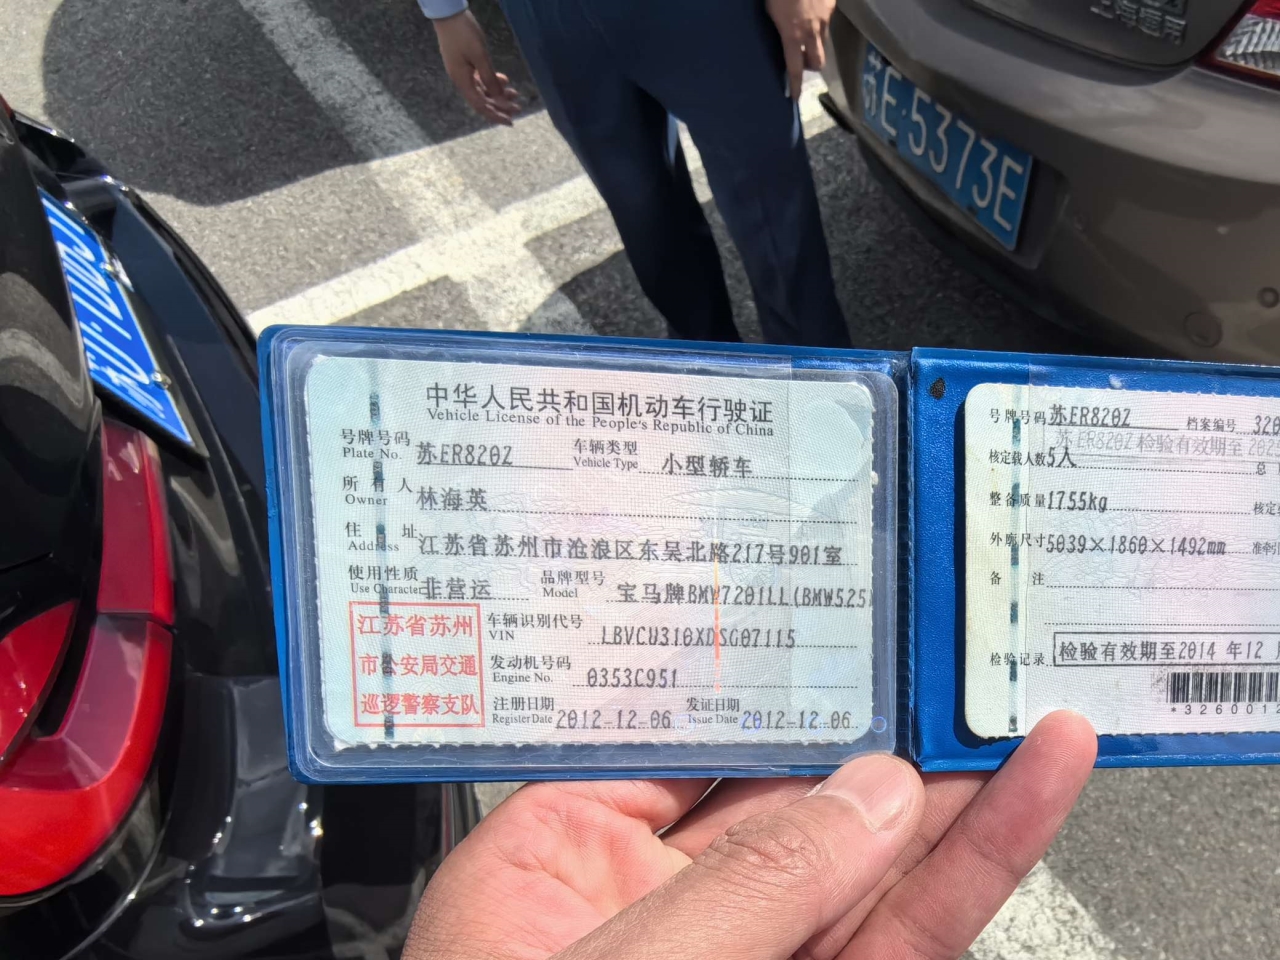 上海通用
苏E·5373E
中华人民共和国机动车行驶证
Vehicle License of the People's Republic of China
号牌号码 苏ER820Z 车辆类型 小型轿车
Plate No. Vehicle Type
所有人 林海英
Owner
住址 江苏省苏州市沧浪区东吴北路217号901室
Address
使用性质 非营运 品牌型号 宝马牌BMW7201LL(BMW525
Use Character Model
江苏省苏州
市公安局交通
巡逻警察支队
车辆识别代号 LBVCU310XDSG07115
VIN
发动机号码 0353C951
Engine No.
注册日期 2012-12-06 发证日期 2012-12-06
Register Date Issue Date
号牌号码 苏ER820Z 档案编号 320
苏ER820Z 检验有效期至 202
核定载人数 5人 总
整备质量 1755kg 核定
外廓尺寸 5039×1860×1492mm 准牵
备注
检验记录 检验有效期至2014 年12
*3260012